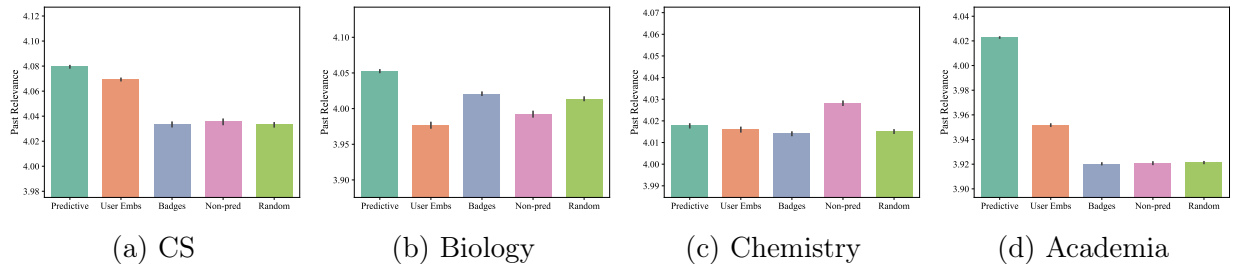 Past Relevance
4.12
4.10
4.08
4.06
4.04
4.02
4.00
3.98
Predictive User Embs Badges Non-pred Random
(a) CS
Past Relevance
4.10
4.05
4.00
3.95
3.90
Predictive User Embs Badges Non-pred Random
(b) Biology
Past Relevance
4.07
4.06
4.05
4.04
4.03
4.02
4.01
4.00
3.99
Predictive User Embs Badges Non-pred Random
(c) Chemistry
Past Relevance
4.04
4.02
4.00
3.98
3.96
3.94
3.92
3.90
Predictive User Embs Badges Non-pred Random
(d) Academia